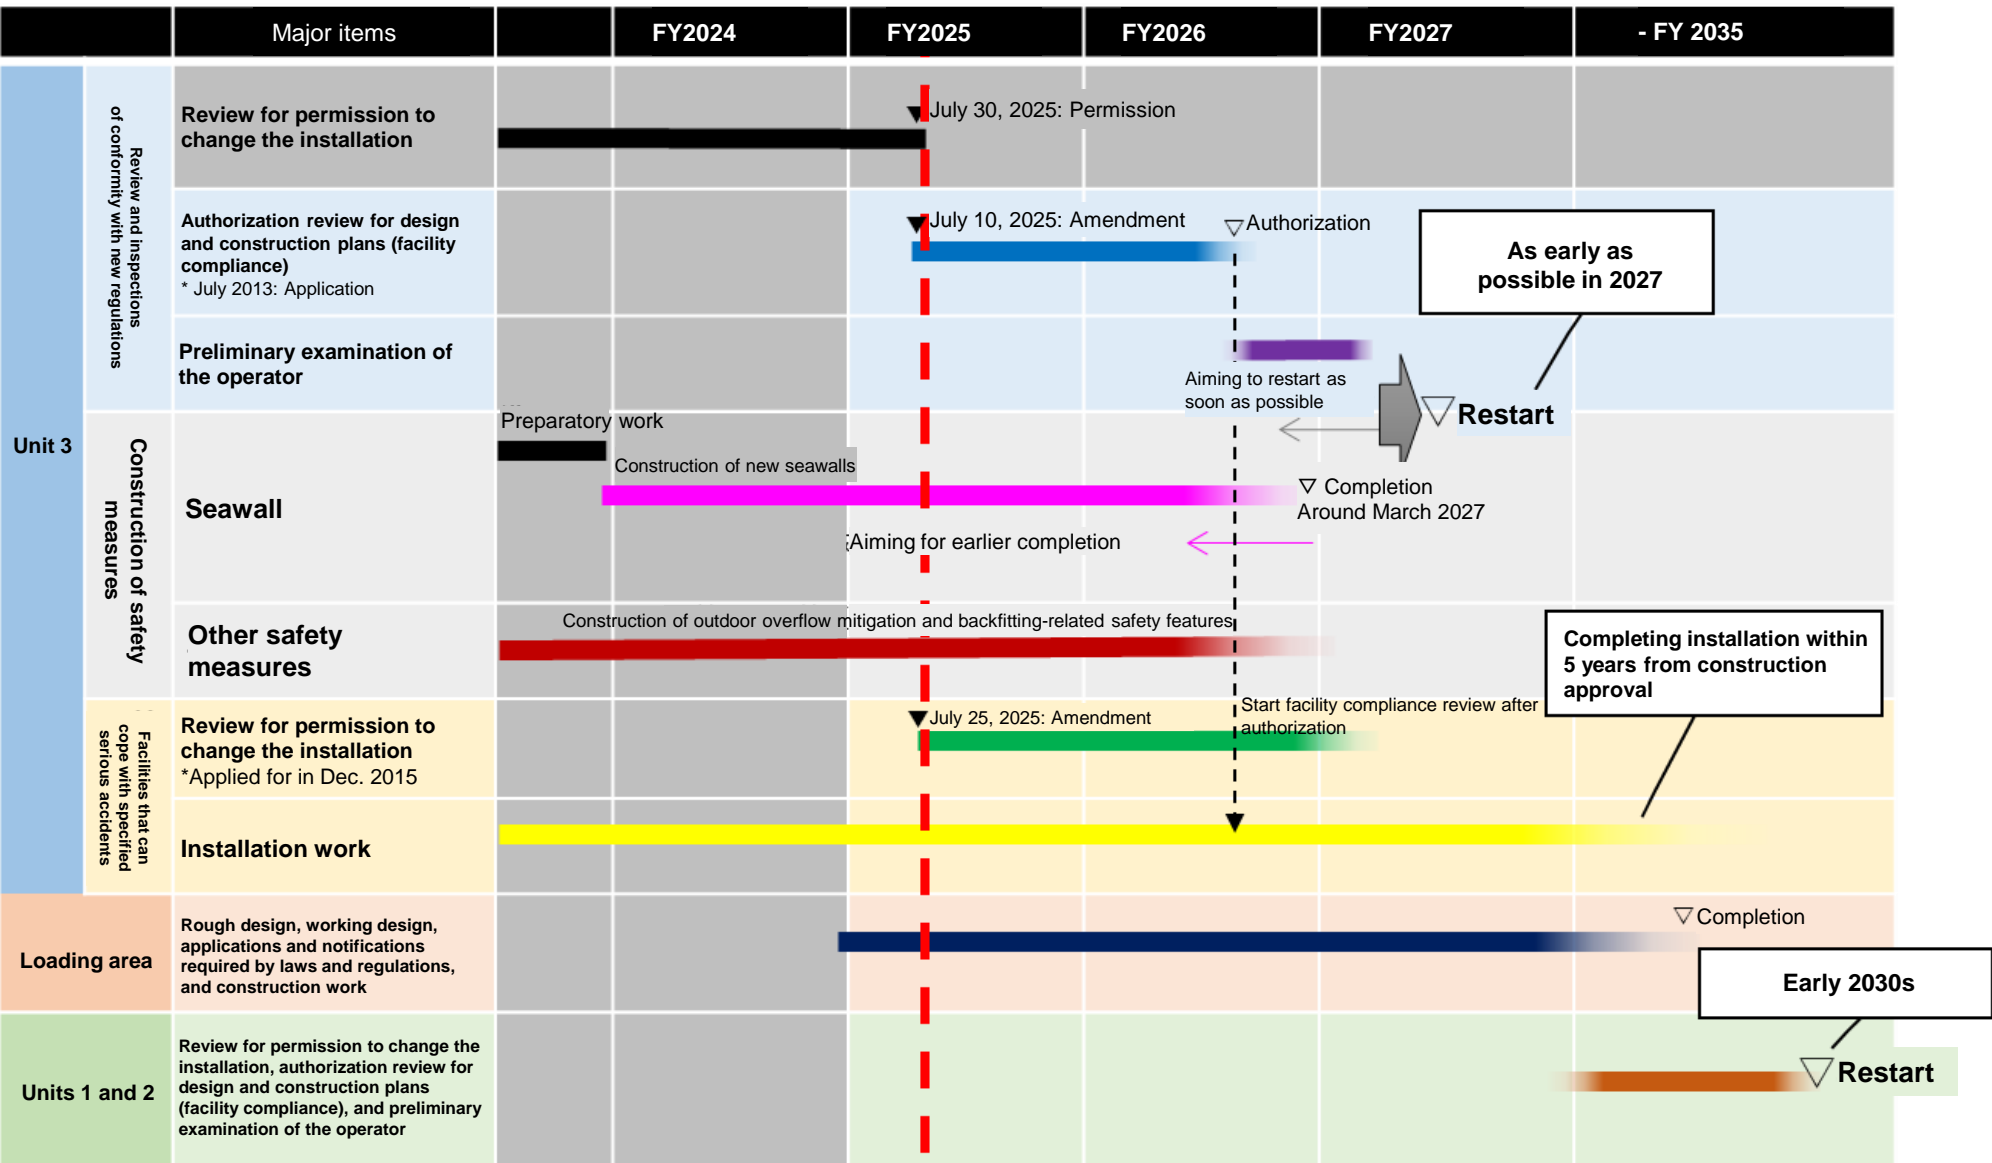 Major items
FY2024
FY2025
FY2026
FY2027
- FY 2035
Unit 3
Review and inspections
of conformity with new regulations
Review for permission to
change the installation
July 30, 2025: Permission
Authorization review for design
and construction plans (facility
compliance)
* July 2013: Application
July 10, 2025: Amendment
Authorization
As early as
possible in 2027
Preliminary examination of
the operator
Aiming to restart as
soon as possible
Restart
Construction of safety
measures
Seawall
Preparatory work
Construction of new seawalls
Completion
Around March 2027
Aiming for earlier completion
Other safety
measures
Construction of outdoor overflow mitigation and backfitting-related safety features
Completing installation within
5 years from construction
approval
Facilities that can
cope with specified
serious accidents
Review for permission to
change the installation
*Applied for in Dec. 2015
July 25, 2025: Amendment
Start facility compliance review after
authorization
Installation work
Loading area
Rough design, working design,
applications and notifications
required by laws and regulations,
and construction work
Completion
Early 2030s
Units 1 and 2
Review for permission to change the
installation, authorization review for
design and construction plans
(facility compliance), and preliminary
examination of the operator
Restart